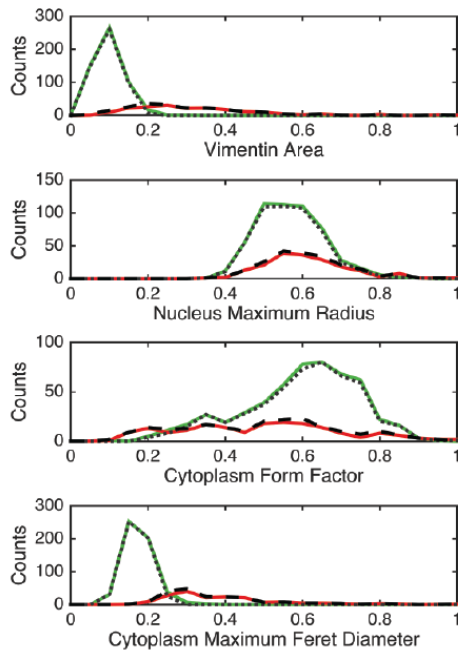 300
200
100
0
Counts
0 0.2 0.4 0.6 0.8 1
Vimentin Area
150
100
50
0
Counts
0.2 0.4 0.6 0.8 1
Nucleus Maximum Radius
100
50
0
Counts
0 0.2 0.4 0.6 0.8 1
Cytoplasm Form Factor
300
200
100
0
Counts
0 0.2 0.4 0.6 0.8 1
Cytoplasm Maximum Feret Diameter